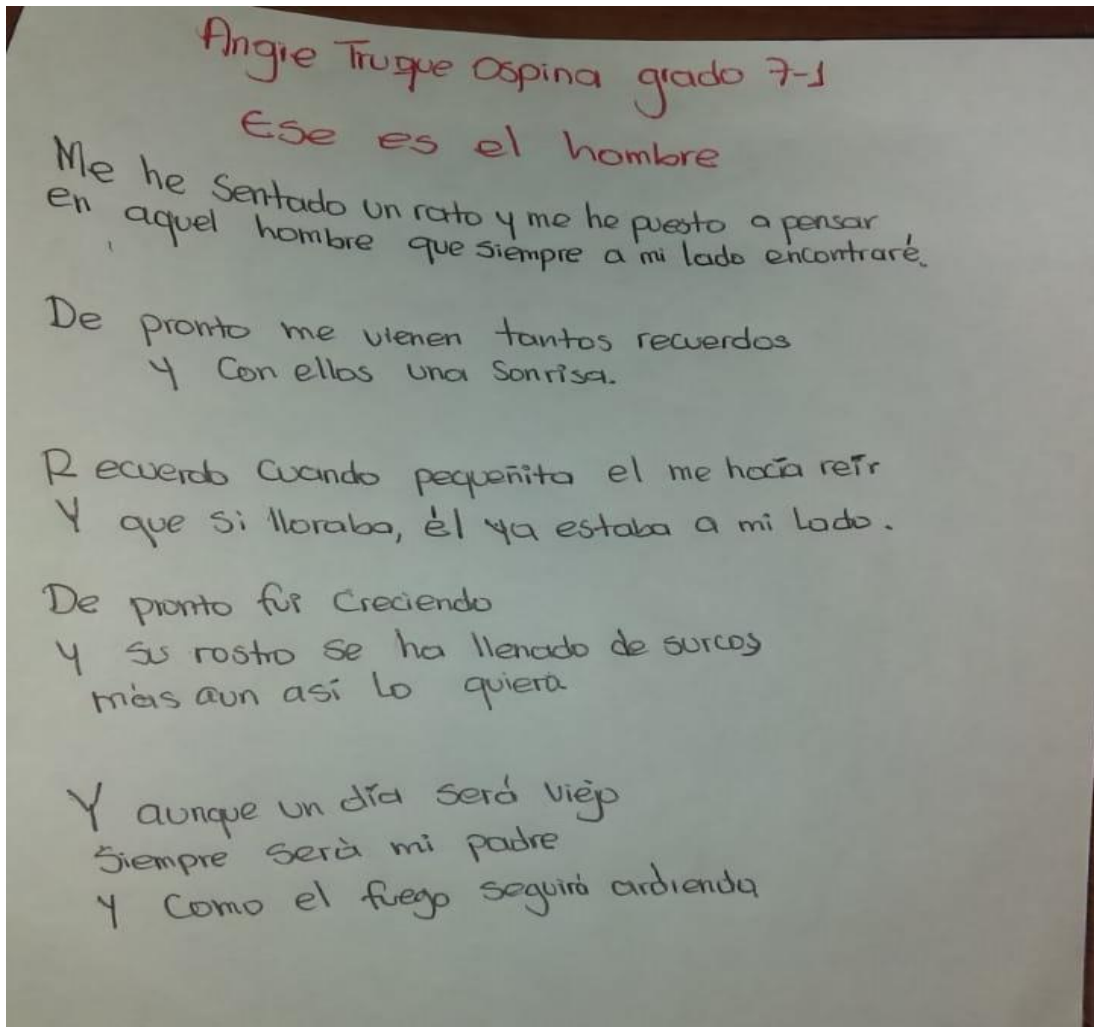 Angie Truque Ospina grado 7-1
Ese es el hombre
Me he Sentado un rato y me he puesto a pensar
en aquel hombre que siempre a mi lado encontraré.
De pronto me vienen tantos recuerdos
y Con ellos una Sonrisa.
Recuerdo Cuando pequeñita el me hacía reír
Y que si lloraba, él ya estaba a mi Lado.
De pronto fui Creciendo
y su rostro se ha llenado de surcos
más aun así Lo quiera
Y aunque un día será viejo
Siempre serà mi padre
y Como el fuego seguirá ardienda